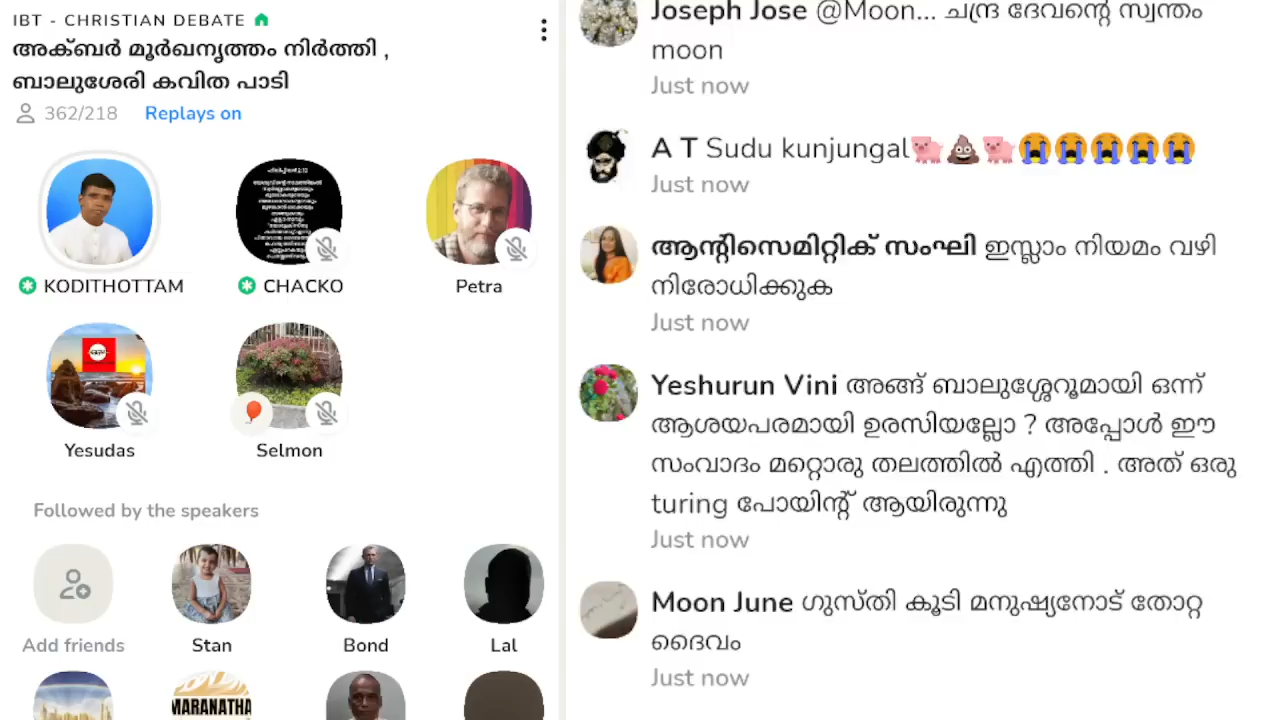 IBT - CHRISTIAN DEBATE
അക്ബർ മൂർഖനൃത്തം നിർത്തി ,
ബാലുശേരി കവിത പാടി
362/218 Replays on
KODITHOTTAM CHACKO Petra
Yesudas Selmon
Followed by the speakers
Add friends Stan Bond Lal
MARANATHA
Joseph Jose @Moon... ചന്ദ്ര ദേവന്റെ സ്വന്തം
moon
Just now
A T Sudu kunjungal🐷💩🐷😭😭😭😭😭
Just now
ആന്റിസെമിറ്റിക് സംഘി ഇസ്ലാം നിയമം വഴി
നിരോധിക്കുക
Just now
Yeshurun Vini അങ്ങ് ബാലുശ്ശേറൂമായി ഒന്ന്
ആശയപരമായി ഉരസിയല്ലോ ? അപ്പോൾ ഈ
സംവാദം മറ്റൊരു തലത്തിൽ എത്തി . അത് ഒരു
turing പോയിന്റ് ആയിരുന്നു
Just now
Moon June ഗുസ്തി കൂടി മനുഷ്യനോട് തോറ്റ
ദൈവം
Just now